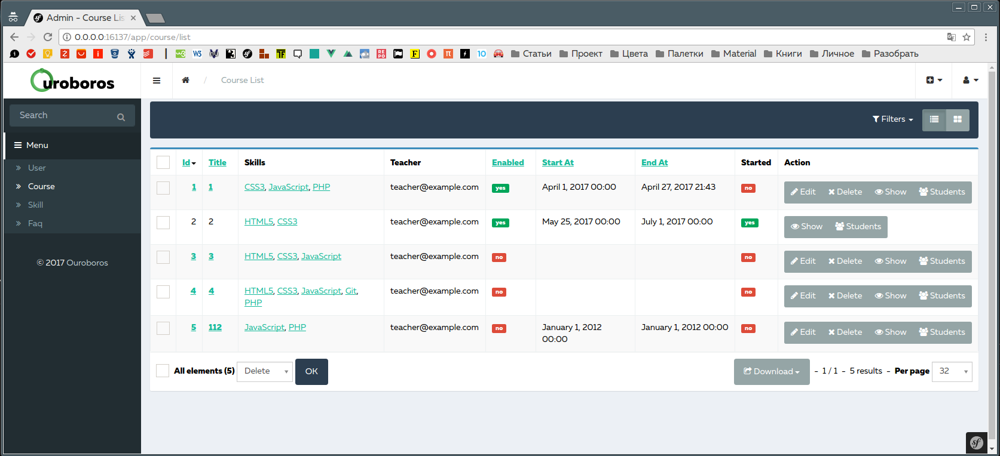 Admin - Course Lis
0.0.0.0:16137/app/course/list
Статьи Проект Цвета Палетки Material Книги Личное Разобрать
uroboros
/ Course List
Search
Filters
Menu
User
Course
Skill
Faq
© 2017 Ouroboros
Id Title Skills Teacher Enabled Start At End At Started Action
1 1 CSS3, JavaScript, PHP teacher@example.com yes April 1, 2017 00:00 April 27, 2017 21:43 no Edit Delete Show Students
2 2 HTML5, CSS3 teacher@example.com yes May 25, 2017 00:00 July 1, 2017 00:00 yes Show Students
3 3 HTML5, CSS3, JavaScript teacher@example.com no no Edit Delete Show Students
4 4 HTML5, CSS3, JavaScript, Git, teacher@example.com no no Edit Delete Show Students
PHP
5 112 JavaScript, PHP teacher@example.com no January 1, 2012 January 1, 2012 00:00 no Edit Delete Show Students
00:00
All elements (5) Delete OK Download - 1 / 1 - 5 results - Per page 32